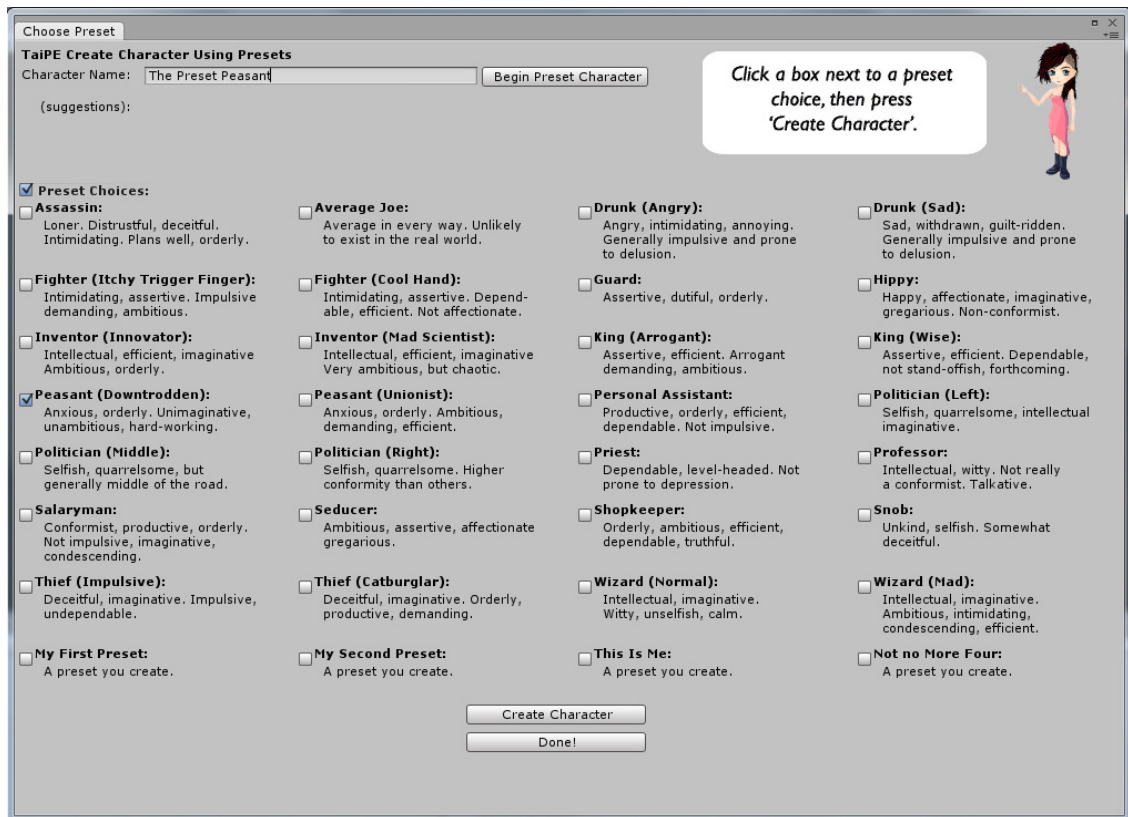 Choose Preset
TaiPE Create Character Using Presets
Character Name: The Preset Peasant
Begin Preset Character
(suggestions):
Click a box next to a preset
choice, then press
‘Create Character’.
Preset Choices:
Assassin:
Loner. Distrustful, deceitful.
Intimidating. Plans well, orderly.
Average Joe:
Average in every way. Unlikely
to exist in the real world.
Drunk (Angry):
Angry, intimidating, annoying.
Generally impulsive and prone
to delusion.
Drunk (Sad):
Sad, withdrawn, guilt-ridden.
Generally impulsive and prone
to delusion.
Fighter (Itchy Trigger Finger):
Intimidating, assertive. Impulsive
demanding, ambitious.
Fighter (Cool Hand):
Intimidating, assertive. Depend-
able, efficient. Not affectionate.
Guard:
Assertive, dutiful, orderly.
Hippy:
Happy, affectionate, imaginative,
gregarious. Non-conformist.
Inventor (Innovator):
Intellectual, efficient, imaginative
Ambitious, orderly.
Inventor (Mad Scientist):
Intellectual, efficient, imaginative
Very ambitious, but chaotic.
King (Arrogant):
Assertive, efficient. Arrogant
demanding, ambitious.
King (Wise):
Assertive, efficient. Dependable,
not stand-offish, forthcoming.
Peasant (Downtrodden):
Anxious, orderly. Unimaginative,
unambitious, hard-working.
Peasant (Unionist):
Anxious, orderly. Ambitious,
demanding, efficient.
Personal Assistant:
Productive, orderly, efficient,
dependable. Not impulsive.
Politician (Left):
Selfish, quarrelsome, intellectual
imaginative.
Politician (Middle):
Selfish, quarrelsome, but
generally middle of the road.
Politician (Right):
Selfish, quarrelsome. Higher
conformity than others.
Priest:
Dependable, level-headed. Not
prone to depression.
Professor:
Intellectual, witty. Not really
a conformist. Talkative.
Salaryman:
Conformist, productive, orderly.
Not impulsive, imaginative,
condescending.
Seducer:
Ambitious, assertive, affectionate
gregarious.
Shopkeeper:
Orderly, ambitious, efficient,
dependable, truthful.
Snob:
Unkind, selfish. Somewhat
deceitful.
Thief (Impulsive):
Deceitful, imaginative. Impulsive,
undependable.
Thief (Catburglar):
Deceitful, imaginative. Orderly,
productive, demanding.
Wizard (Normal):
Intellectual, imaginative.
Witty, unselfish, calm.
Wizard (Mad):
Intellectual, imaginative.
Ambitious, intimidating,
condescending, efficient.
My First Preset:
A preset you create.
My Second Preset:
A preset you create.
This Is Me:
A preset you create.
Not no More Four:
A preset you create.
Create Character
Done!